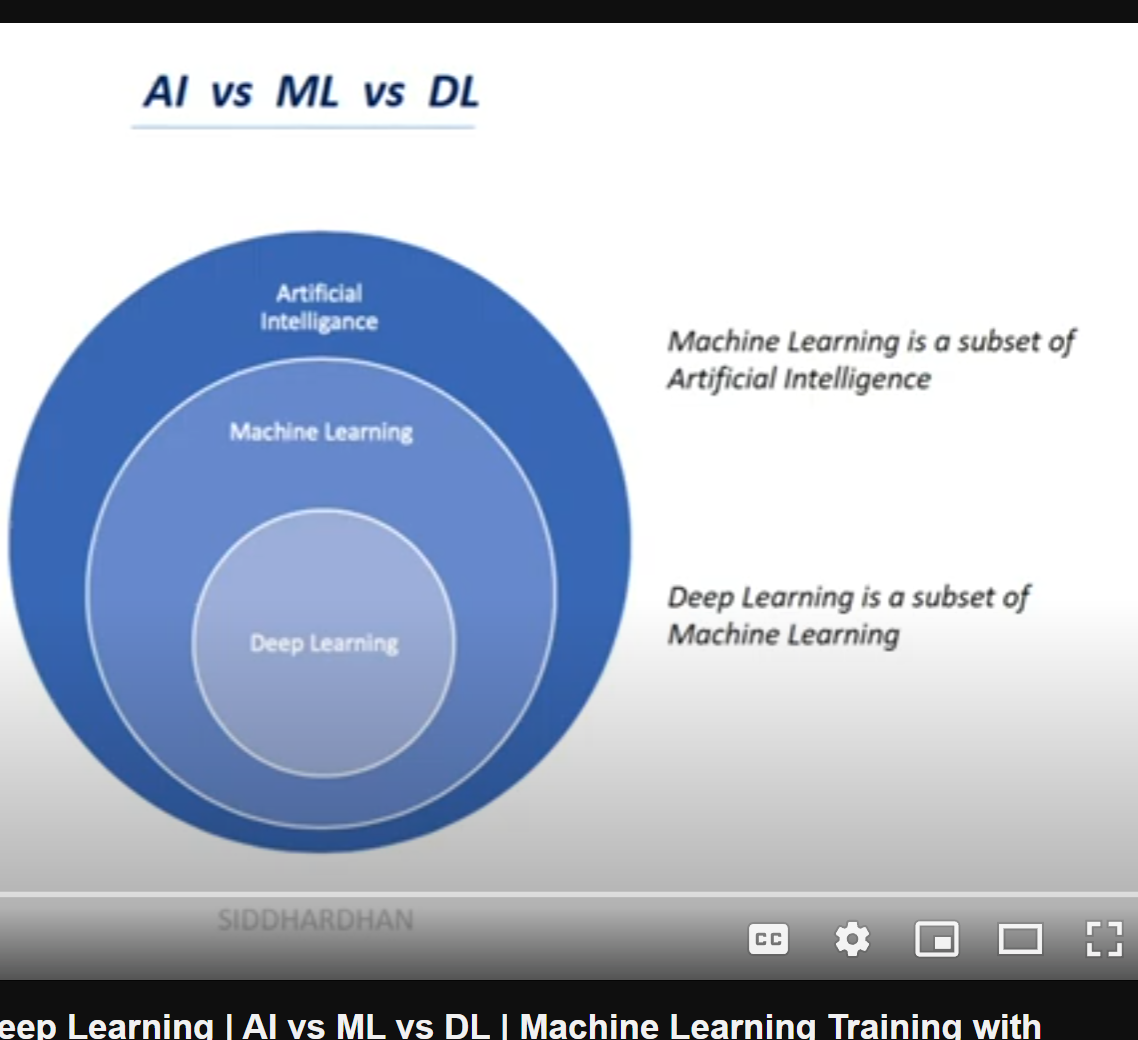 AI vs ML vs DL
Artificial
Intelligance
Machine Learning is a subset of
Artificial Intelligence
Machine Learning
Deep Learning is a subset of
Machine Learning
Deep Learning
SIDDHARDHAN
CC
eep Learning | AI vs ML vs DL | Machine Learning Training with